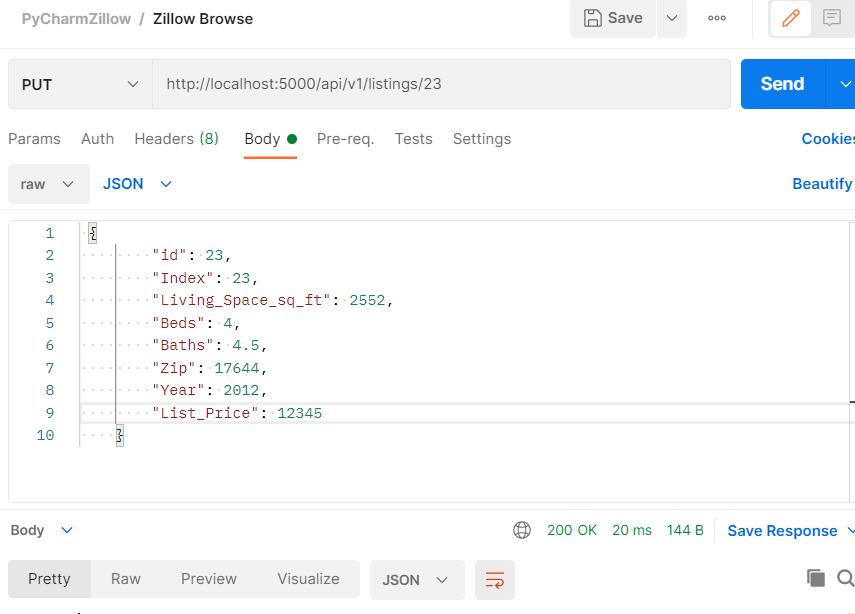 PyCharmZillow / Zillow Browse
Save
PUT
http://localhost:5000/api/v1/listings/23
Send
Params Auth Headers (8) Body Pre-req. Tests Settings Cookies
raw JSON Beautify
1 {
2 "id": 23,
3 "Index": 23,
4 "Living_Space_sq_ft": 2552,
5 "Beds": 4,
6 "Baths": 4.5,
7 "Zip": 17644,
8 "Year": 2012,
9 "List_Price": 12345
10 }
Body 200 OK 20 ms 144 B Save Response
Pretty Raw Preview Visualize JSON